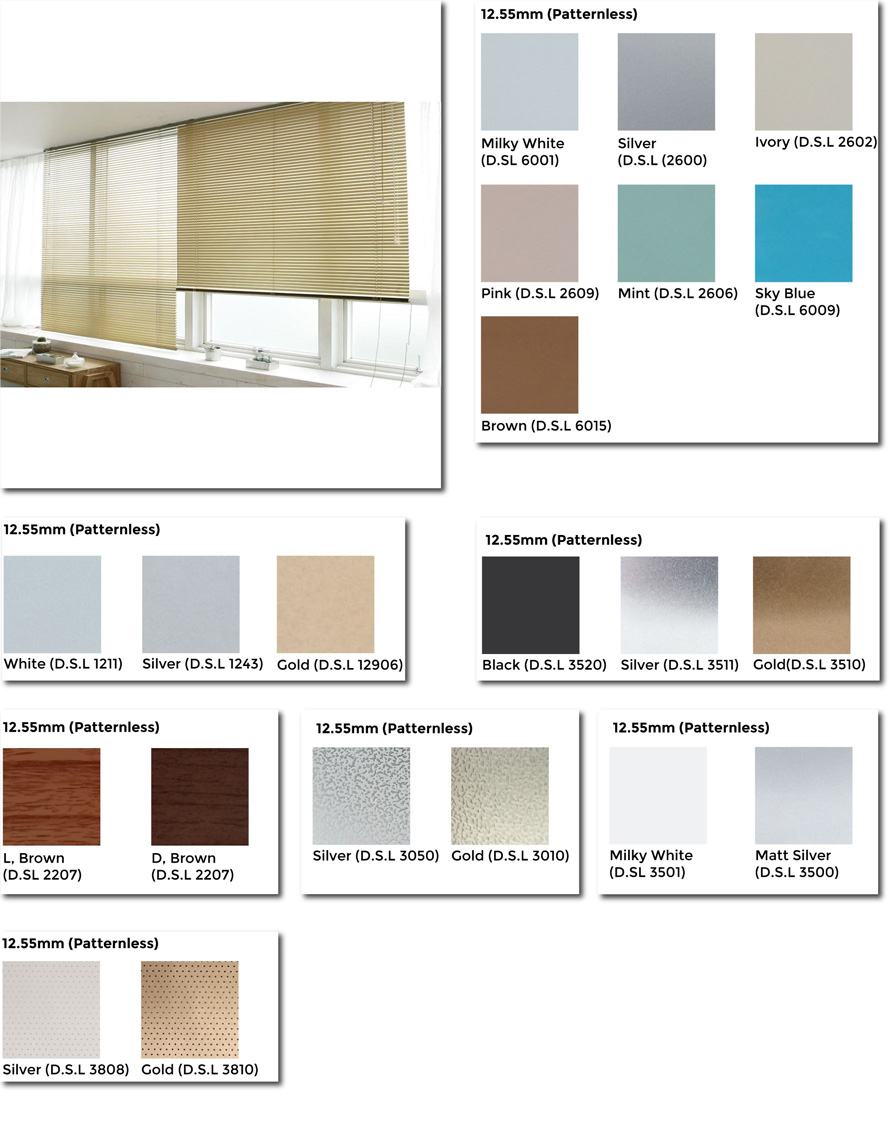 12.55mm (Patternless)
Milky White
(D.SL 6001)
Silver
(D.S.L (2600)
Ivory (D.S.L 2602)
Pink (D.S.L 2609)
Mint (D.S.L 2606)
Sky Blue
(D.S.L 6009)
Brown (D.S.L 6015)
12.55mm (Patternless)
White (D.S.L 1211)
Silver (D.S.L 1243)
Gold (D.S.L 12906)
12.55mm (Patternless)
Black (D.S.L 3520)
Silver (D.S.L 3511)
Gold(D.S.L 3510)
12.55mm (Patternless)
L, Brown
(D.SL 2207)
D, Brown
(D.S.L 2207)
12.55mm (Patternless)
Silver (D.S.L 3050)
Gold (D.S.L 3010)
12.55mm (Patternless)
Milky White
(D.SL 3501)
Matt Silver
(D.S.L 3500)
12.55mm (Patternless)
Silver (D.S.L 3808)
Gold (D.S.L 3810)